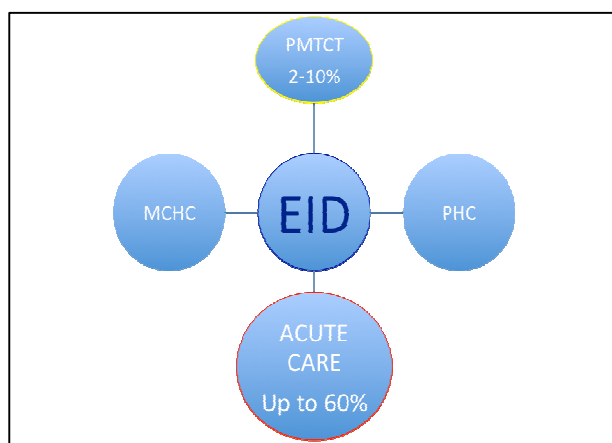 PMTCT
2-10%
MCHC
EID
PHC
ACUTE
CARE
Up to 60%